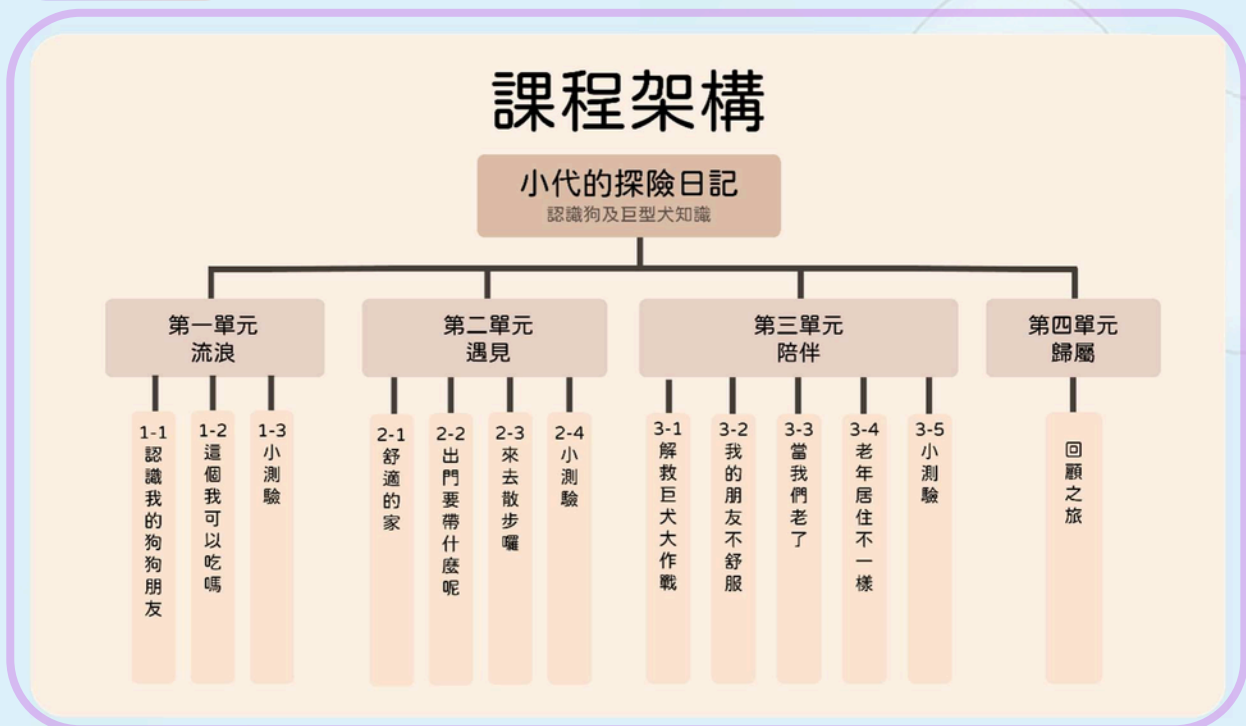 課程架構
小代的探險日記
認識狗及巨型犬知識
第一單元
流浪
1-1
認識我的狗狗朋友
1-2
這個我可以吃嗎
1-3
小測驗
第二單元
遇見
2-1
舒適的家
2-2
出門要帶什麼呢
2-3
來去散步囉
2-4
小測驗
第三單元
陪伴
3-1
解救巨犬大作戰
3-2
我的朋友不舒服
3-3
當我們老了
3-4
老年居住不一樣
3-5
小測驗
第四單元
歸屬
回顧之旅